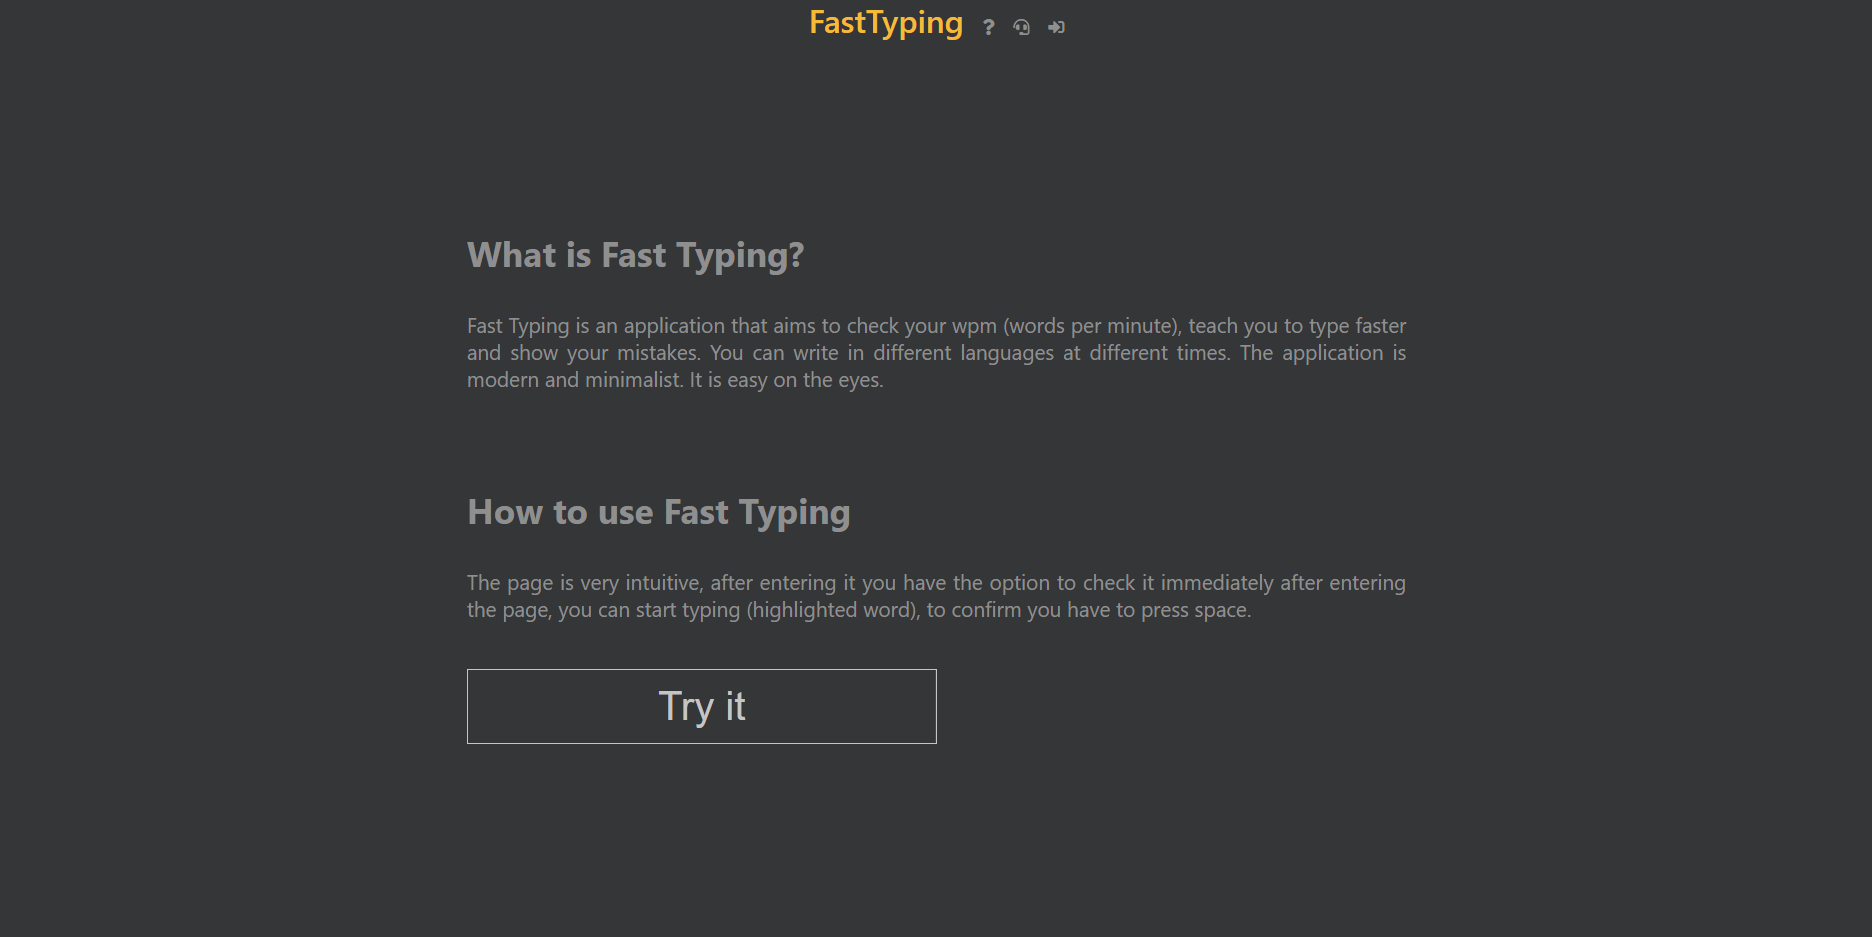 FastTyping
What is Fast Typing?
Fast Typing is an application that aims to check your wpm (words per minute), teach you to type faster
and show your mistakes. You can write in different languages at different times. The application is
modern and minimalist. It is easy on the eyes.
How to use Fast Typing
The page is very intuitive, after entering it you have the option to check it immediately after entering
the page, you can start typing (highlighted word), to confirm you have to press space.
Try it